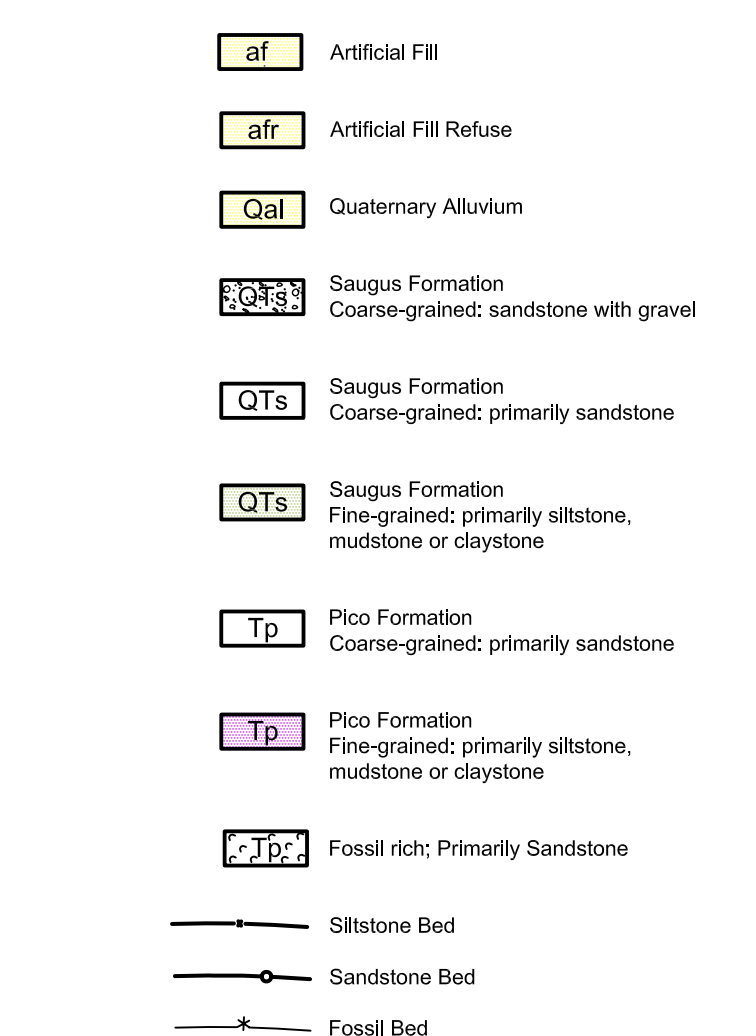 af Artificial Fill
afr Artificial Fill Refuse
Qal Quaternary Alluvium
QTs Saugus Formation
Coarse-grained: sandstone with gravel
QTs Saugus Formation
Coarse-grained: primarily sandstone
QTs Saugus Formation
Fine-grained: primarily siltstone,
mudstone or claystone
Tp Pico Formation
Coarse-grained: primarily sandstone
Tp Pico Formation
Fine-grained: primarily siltstone,
mudstone or claystone
Tp Fossil rich; Primarily Sandstone
Siltstone Bed
Sandstone Bed
Fossil Bed